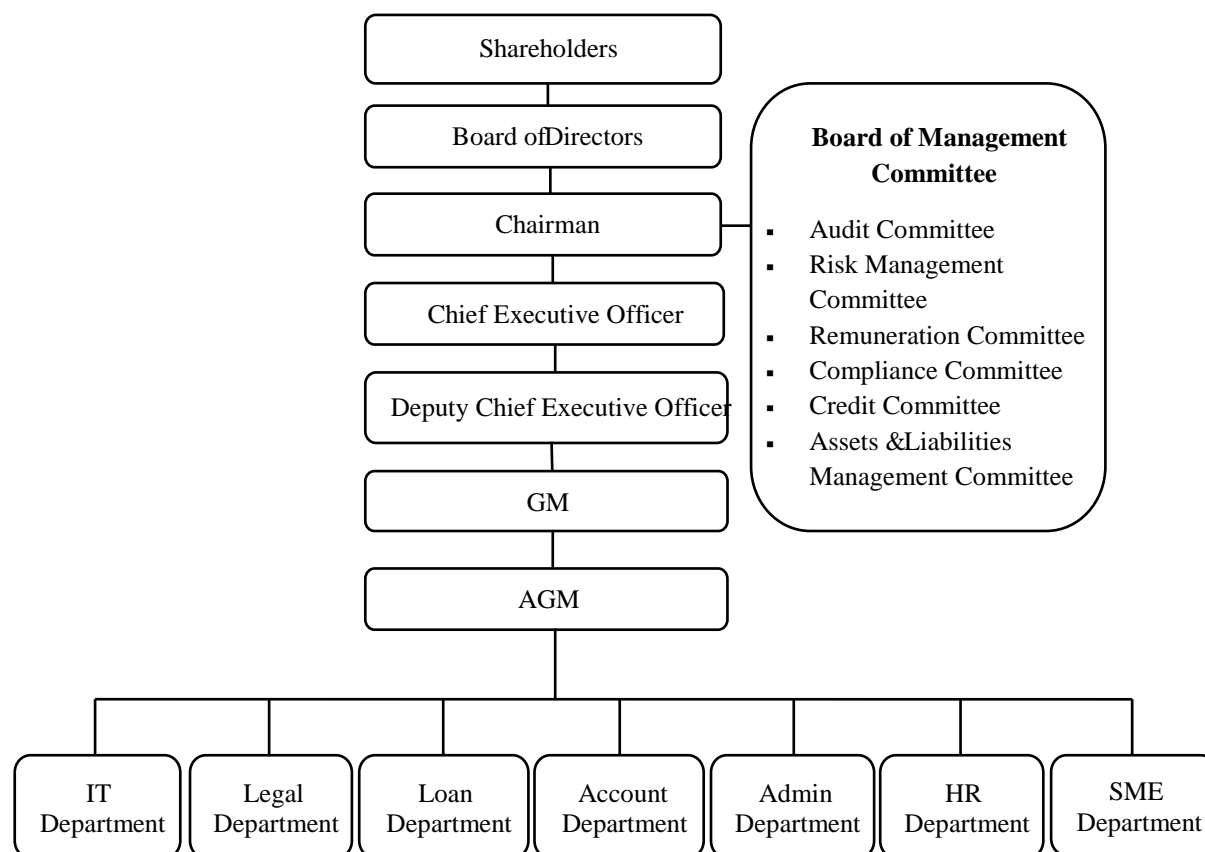 Shareholders
Board ofDirectors
Chairman
Chief Executive Officer
Deputy Chief Executive Officer
GM
AGM
Board of Management
Committee
▪ Audit Committee
▪ Risk Management
Committee
▪ Remuneration Committee
▪ Compliance Committee
▪ Credit Committee
▪ Assets &Liabilities
Management Committee
IT
Department
Legal
Department
Loan
Department
Account
Department
Admin
Department
HR
Department
SME
Department